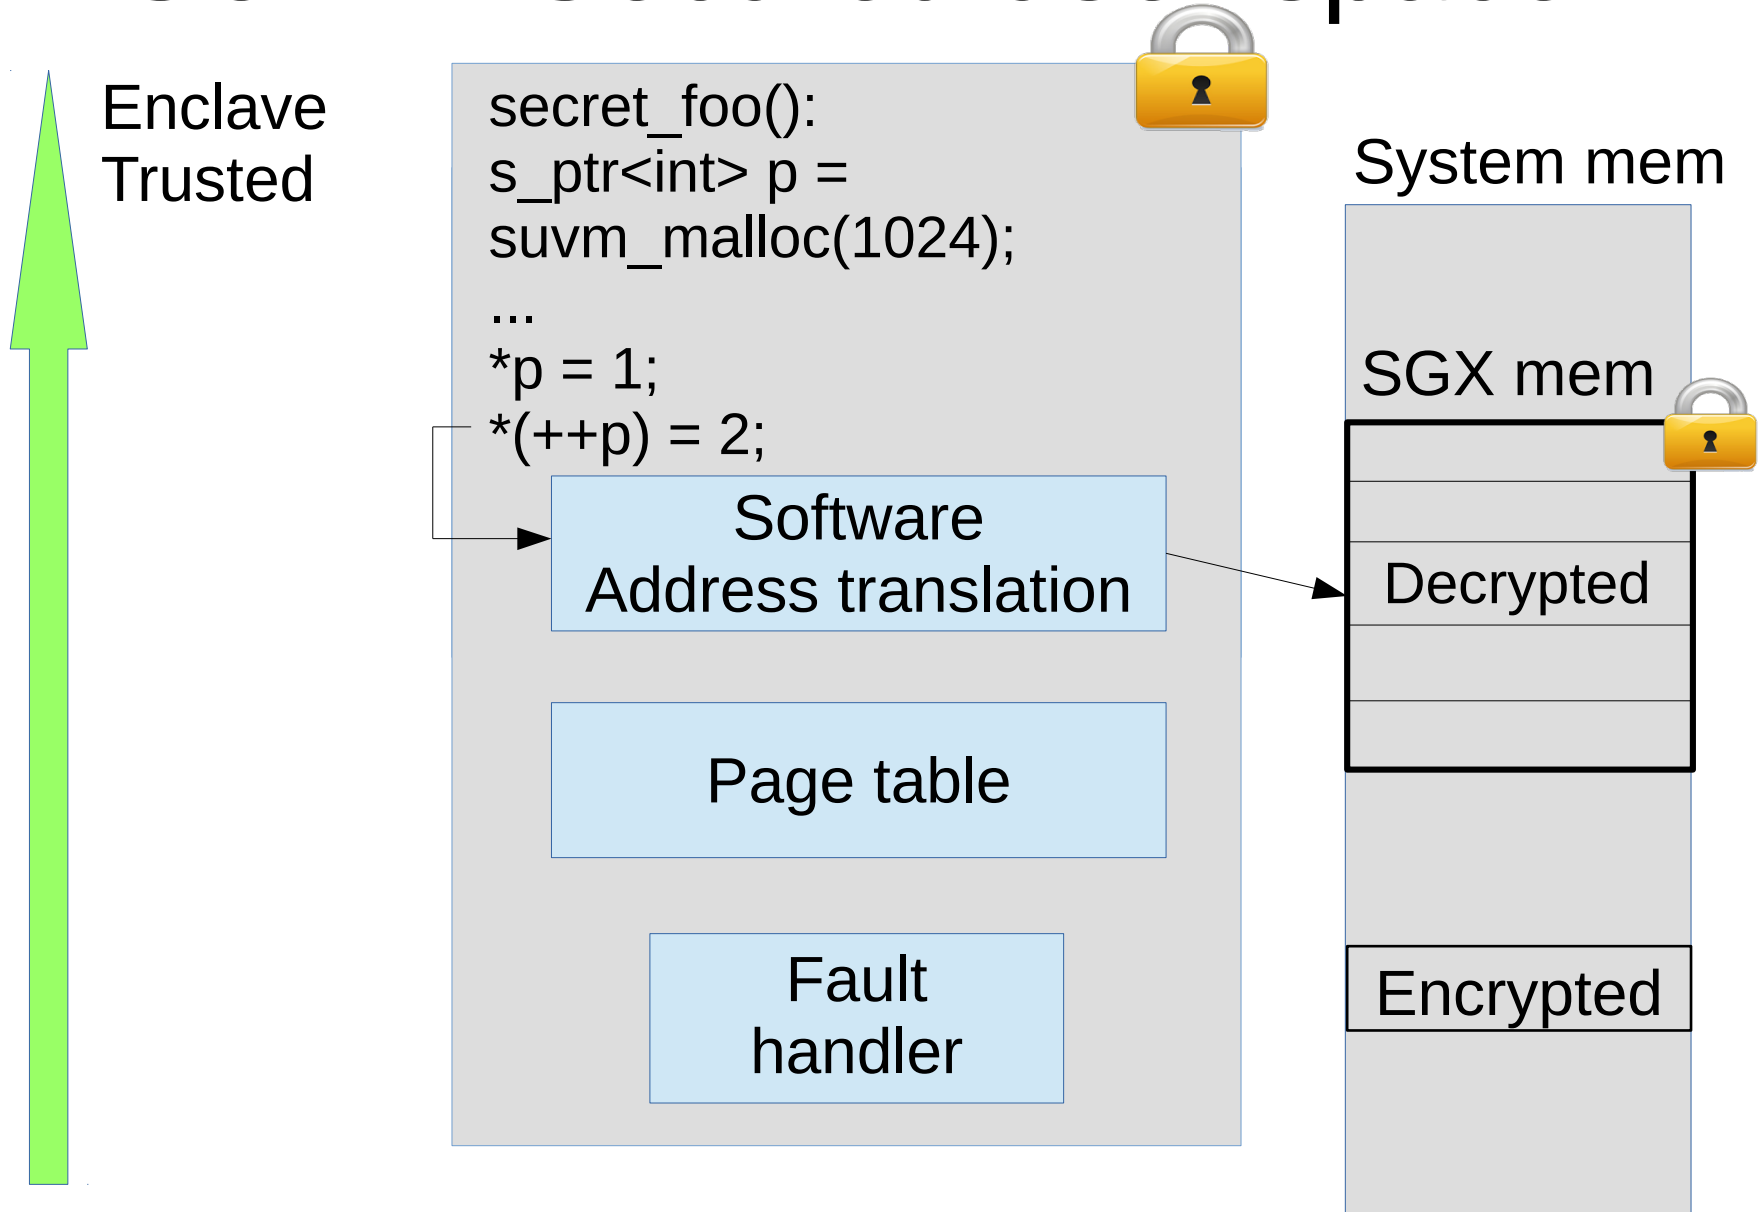 Enclave
Trusted
secret_foo():
s_ptr<int> p =
suvm_malloc(1024);
...
*p = 1;
*(++p) = 2;
Software
Address translation
Page table
Fault
handler
System mem
SGX mem
Decrypted
Encrypted